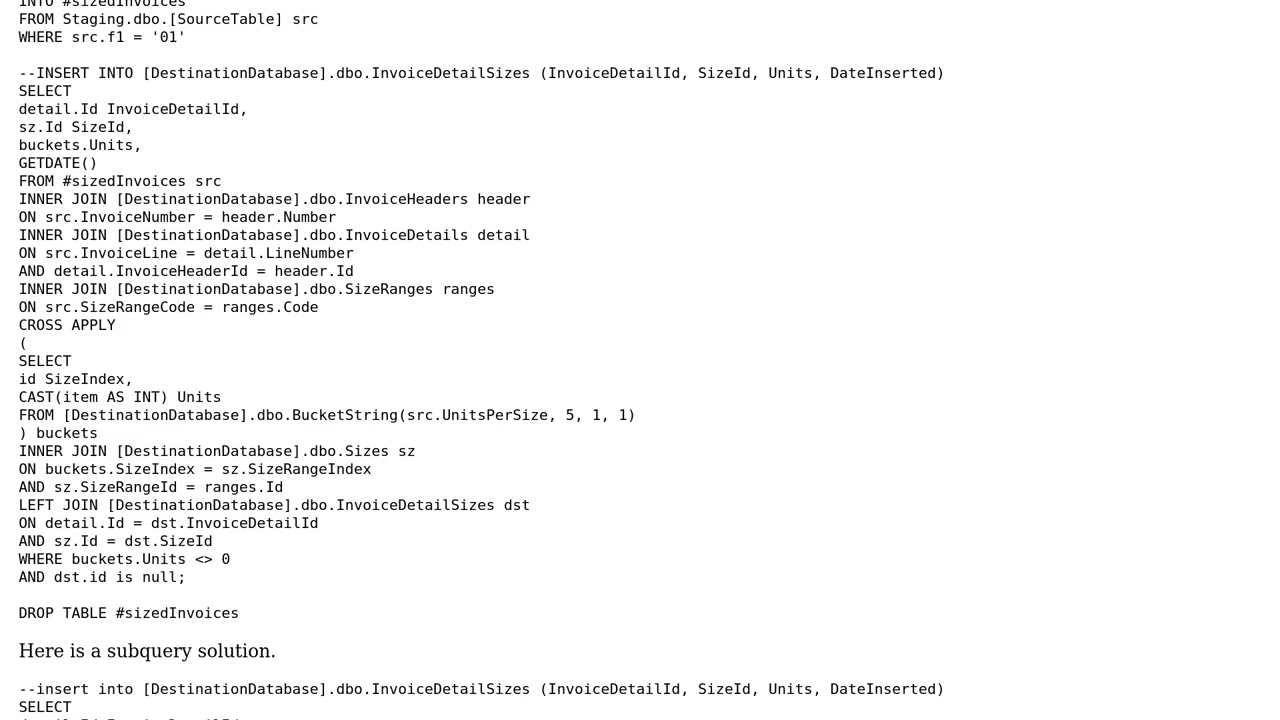 INTO #sizedInvoices
FROM Staging.dbo.[SourceTable] src
WHERE src.f1 = '01'
--INSERT INTO [DestinationDatabase].dbo.InvoiceDetailSizes (InvoiceDetailId, SizeId, Units, DateInserted)
SELECT
detail.Id InvoiceDetailId,
sz.Id SizeId,
buckets.Units,
GETDATE()
FROM #sizedInvoices src
INNER JOIN [DestinationDatabase].dbo.InvoiceHeaders header
ON src.InvoiceNumber = header.Number
INNER JOIN [DestinationDatabase].dbo.InvoiceDetails detail
ON src.InvoiceLine = detail.LineNumber
AND detail.InvoiceHeaderId = header.Id
INNER JOIN [DestinationDatabase].dbo.SizeRanges ranges
ON src.SizeRangeCode = ranges.Code
CROSS APPLY
(
SELECT
id SizeIndex,
CAST(item AS INT) Units
FROM [DestinationDatabase].dbo.BucketString(src.UnitsPerSize, 5, 1, 1)
) buckets
INNER JOIN [DestinationDatabase].dbo.Sizes sz
ON buckets.SizeIndex = sz.SizeRangeIndex
AND sz.SizeRangeId = ranges.Id
LEFT JOIN [DestinationDatabase].dbo.InvoiceDetailSizes dst
ON detail.Id = dst.InvoiceDetailId
AND sz.Id = dst.SizeId
WHERE buckets.Units <> 0
AND dst.id is null;
DROP TABLE #sizedInvoices
Here is a subquery solution.
--insert into [DestinationDatabase].dbo.InvoiceDetailSizes (InvoiceDetailId, SizeId, Units, DateInserted)
SELECT